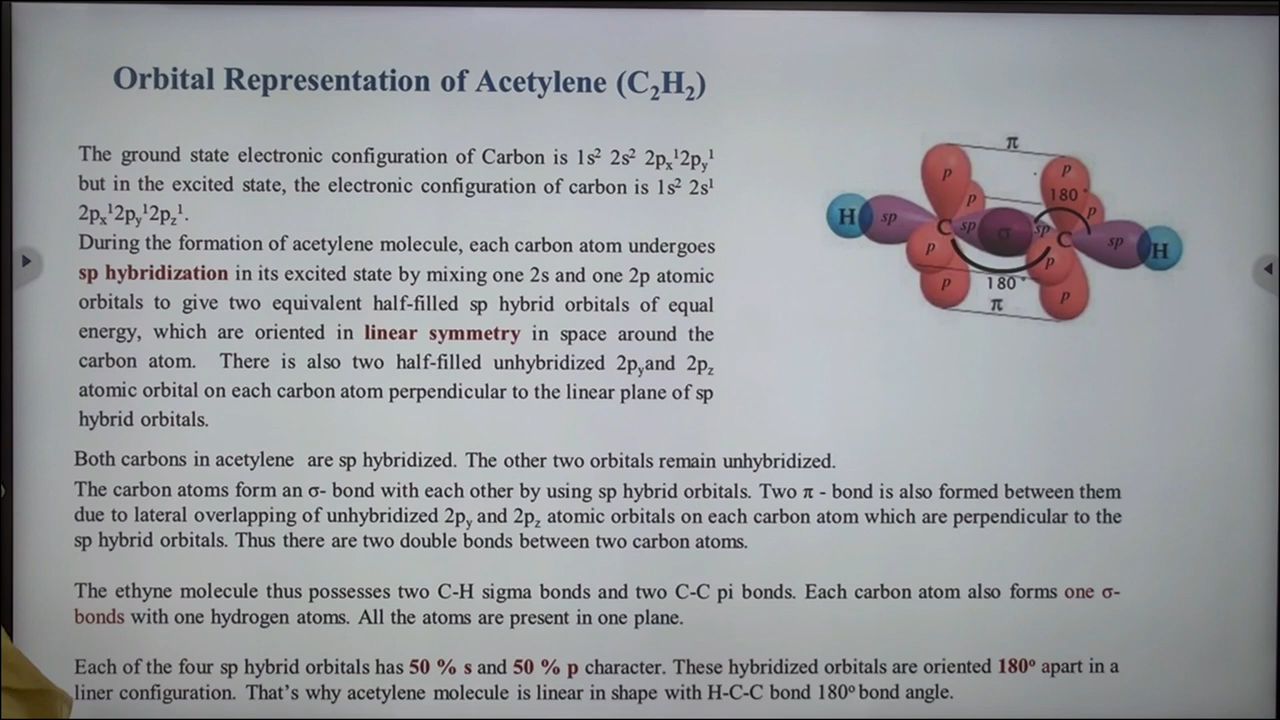 Orbital Representation of Acetylene (C₂H₂)
The ground state electronic configuration of Carbon is 1s² 2s² 2pₓ¹2pᵧ¹
but in the excited state, the electronic configuration of carbon is 1s² 2s¹
2pₓ¹2pᵧ¹2p_z¹.
During the formation of acetylene molecule, each carbon atom undergoes
sp hybridization in its excited state by mixing one 2s and one 2p atomic
orbitals to give two equivalent half-filled sp hybrid orbitals of equal
energy, which are oriented in linear symmetry in space around the
carbon atom. There is also two half-filled unhybridized 2pᵧand 2p_z
atomic orbital on each carbon atom perpendicular to the linear plane of sp
hybrid orbitals.
π
p p
180°
p p
H sp C sp σ sp C sp H
p p
p 180° p
π
Both carbons in acetylene are sp hybridized. The other two orbitals remain unhybridized.
The carbon atoms form an σ- bond with each other by using sp hybrid orbitals. Two π - bond is also formed between them
due to lateral overlapping of unhybridized 2pᵧ and 2p_z atomic orbitals on each carbon atom which are perpendicular to the
sp hybrid orbitals. Thus there are two double bonds between two carbon atoms.
The ethyne molecule thus possesses two C-H sigma bonds and two C-C pi bonds. Each carbon atom also forms one σ-
bonds with one hydrogen atoms. All the atoms are present in one plane.
Each of the four sp hybrid orbitals has 50 % s and 50 % p character. These hybridized orbitals are oriented 180º apart in a
liner configuration. That's why acetylene molecule is linear in shape with H-C-C bond 180º bond angle.